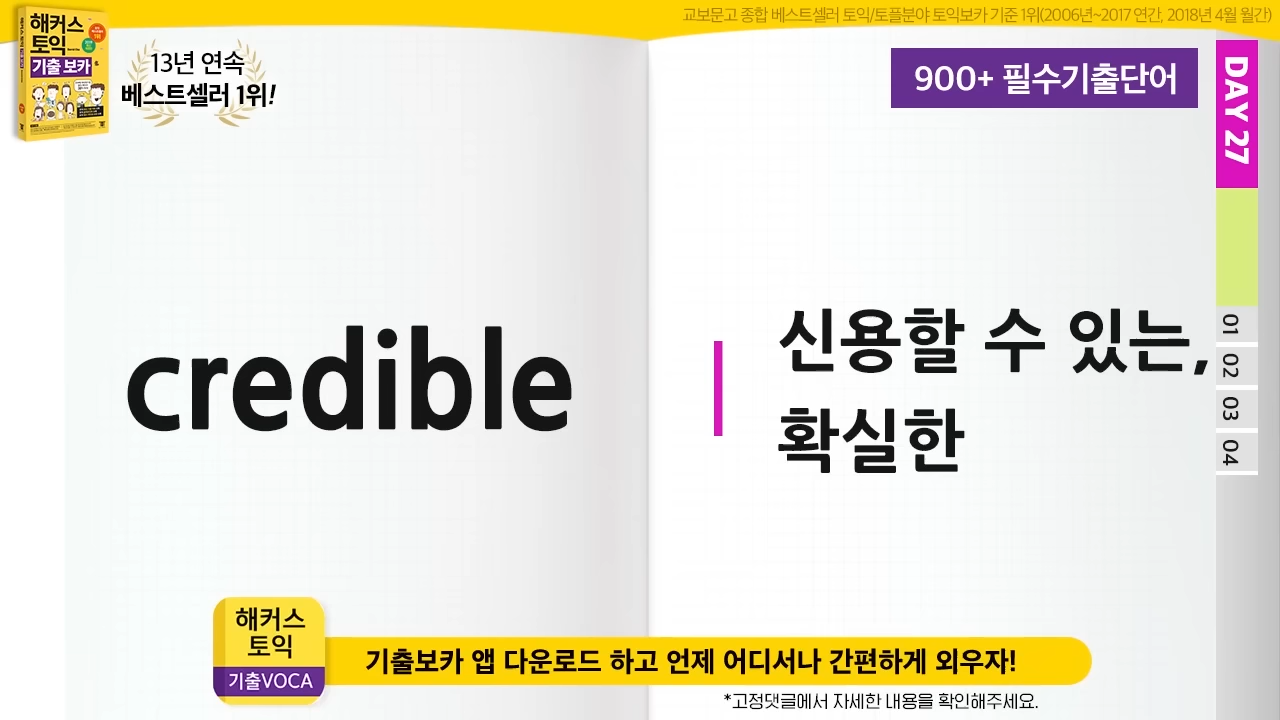 교보문고 종합 베스트셀러 토익/토플분야 토익보카 기준 1위(2006년~2017 연간, 2018년 4월 월간)
해커스
토익
기출 보카
13년 연속
베스트셀러 1위!
900+ 필수기출단어
DAY 27
01
02
03
04
credible
신용할 수 있는,
확실한
해커스
토익
기출VOCA
기출보카 앱 다운로드 하고 언제 어디서나 간편하게 외우자!
*고정댓글에서 자세한 내용을 확인해주세요.